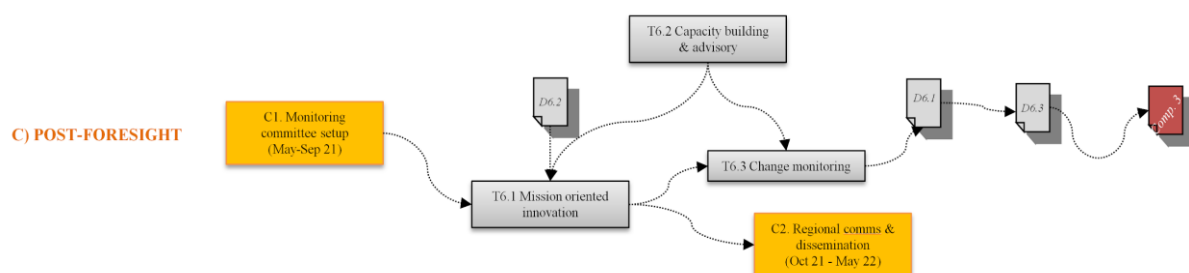 T6.2 Capacity building
& advisory
D6.2
D6.1
D6.3
Comp. 3
C1. Monitoring
committee setup
(May-Sep 21)
C) POST-FORESIGHT
T6.3 Change monitoring
T6.1 Mission oriented
innovation
C2. Regional comms &
dissemination
(Oct 21 - May 22)